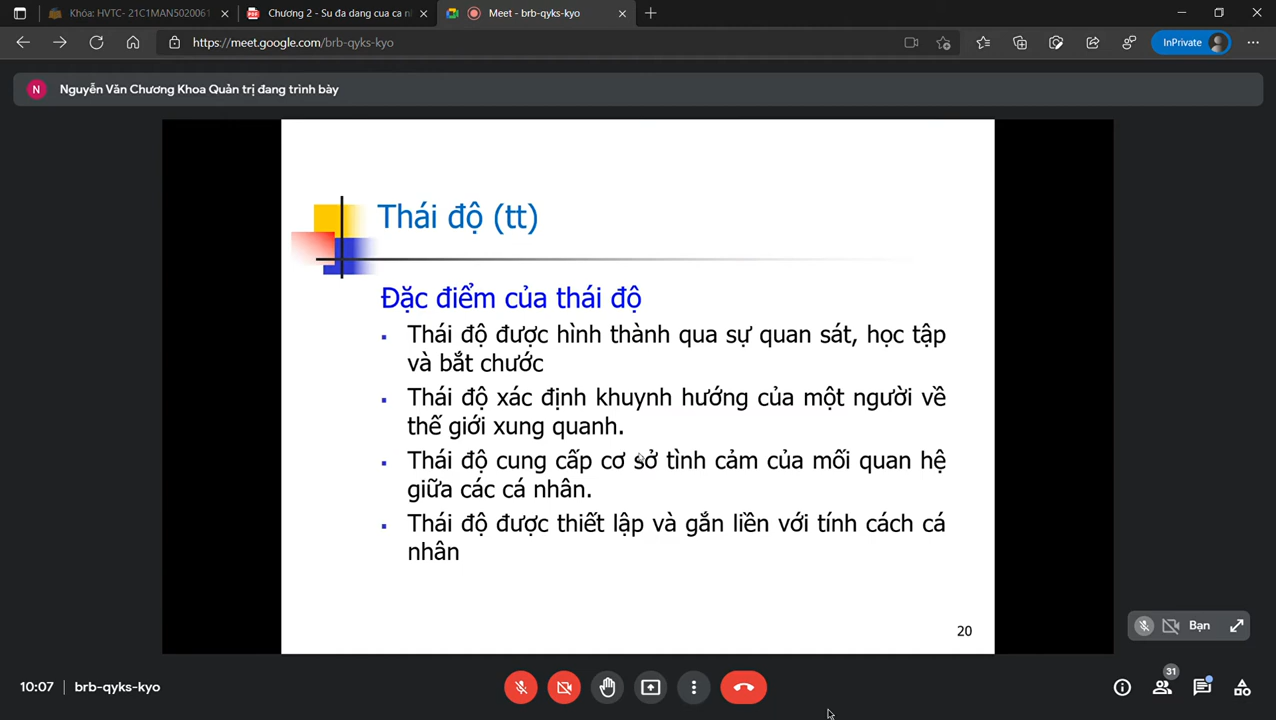 Khóa: HVTC- 21C1MAN5020061
Chương 2 - Su đa dang cua ca n
Meet - brb-qyks-kyo
https://meet.google.com/brb-qyks-kyo
InPrivate
N
Nguyễn Văn Chương Khoa Quản trị đang trình bày
Thái độ (tt)
Đặc điểm của thái độ
Thái độ được hình thành qua sự quan sát, học tập
và bắt chước
Thái độ xác định khuynh hướng của một người về
thế giới xung quanh.
Thái độ cung cấp cơ sở tình cảm của mối quan hệ
giữa các cá nhân.
Thái độ được thiết lập và gắn liền với tính cách cá
nhân
20
Bạn
10:07 | brb-qyks-kyo
31